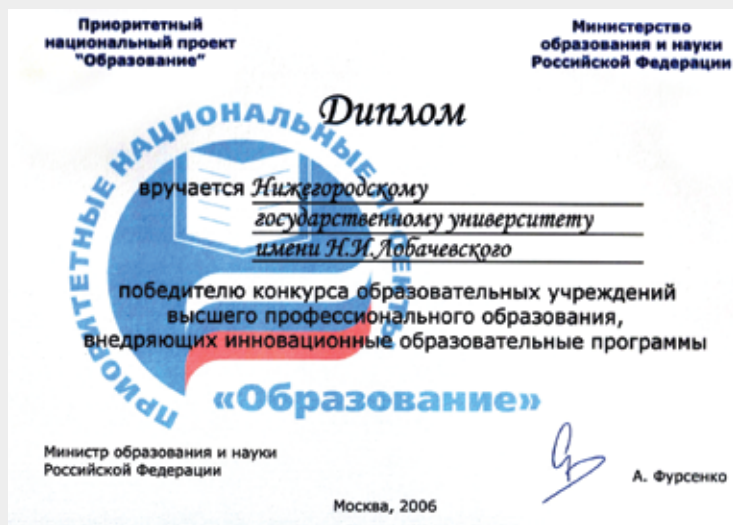 Приоритетный
национальный проект
"Образование"
Министерство
образования и науки
Российской Федерации
Диплом
ПРИОРИТЕТНЫЕ НАЦИОНАЛЬНЫЕ ПРОЕКТЫ
вручается Нижегородскому
государственному университету
имени Н.И.Лобачевского
победителю конкурса образовательных учреждений
высшего профессионального образования,
внедряющих инновационные образовательные программы
«Образование»
Министр образования и науки
Российской Федерации
А. Фурсенко
Москва, 2006